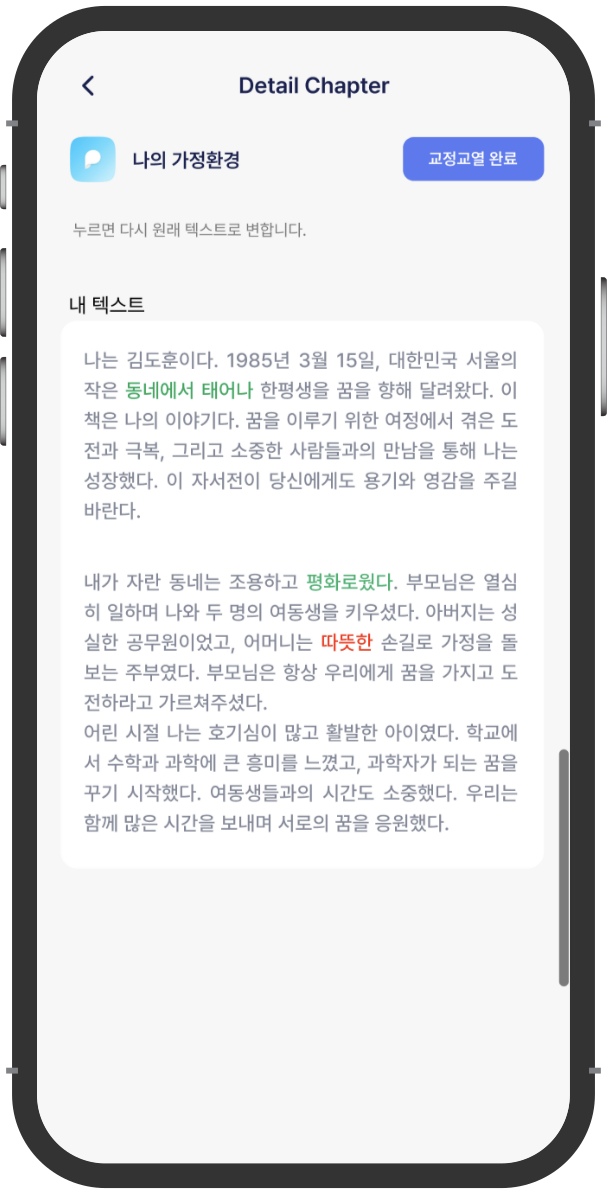 Detail Chapter
나의 가정환경
교정교열 완료
누르면 다시 원래 텍스트로 변합니다.
내 텍스트
나는 김도훈이다. 1985년 3월 15일, 대한민국 서울의
작은 동네에서 태어나 한평생을 꿈을 향해 달려왔다. 이
책은 나의 이야기다. 꿈을 이루기 위한 여정에서 겪은 도
전과 극복, 그리고 소중한 사람들과의 만남을 통해 나는
성장했다. 이 자서전이 당신에게도 용기와 영감을 주길
바란다.
내가 자란 동네는 조용하고 평화로웠다. 부모님은 열심
히 일하며 나와 두 명의 여동생을 키우셨다. 아버지는 성
실한 공무원이었고, 어머니는 따뜻한 손길로 가정을 돌
보는 주부였다. 부모님은 항상 우리에게 꿈을 가지고 도
전하라고 가르쳐주셨다.
어린 시절 나는 호기심이 많고 활발한 아이였다. 학교에
서 수학과 과학에 큰 흥미를 느꼈고, 과학자가 되는 꿈을
꾸기 시작했다. 여동생들과의 시간도 소중했다. 우리는
함께 많은 시간을 보내며 서로의 꿈을 응원했다.